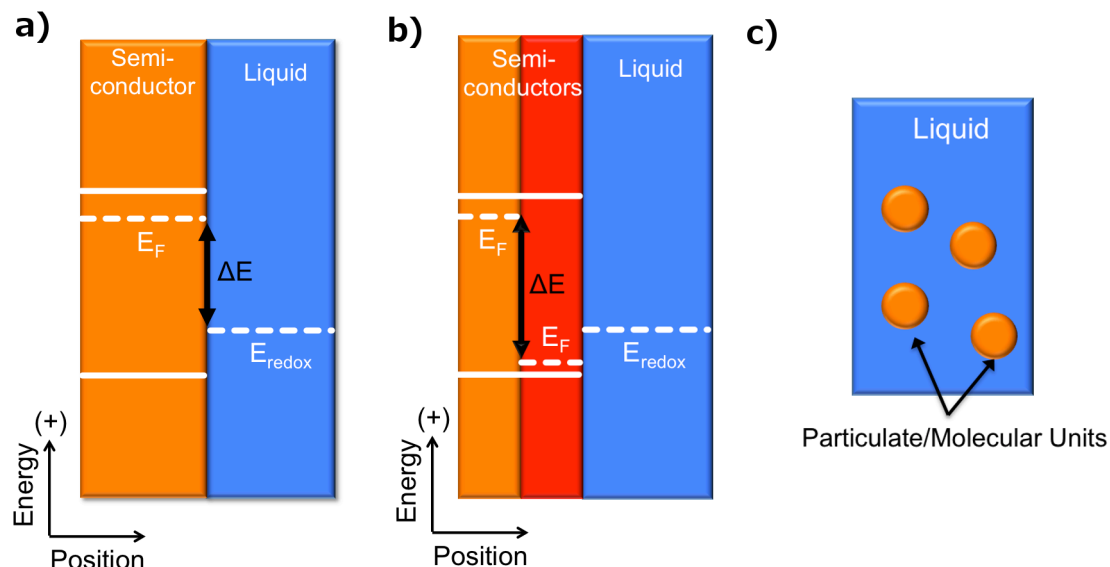 a)
Semi-
conductor
Liquid
E_F
ΔE
E_redox
(+)
Energy
Position
b)
Semi-
conductors
Liquid
E_F
ΔE
E_F
E_redox
(+)
Energy
Position
c)
Liquid
Particulate/Molecular Units